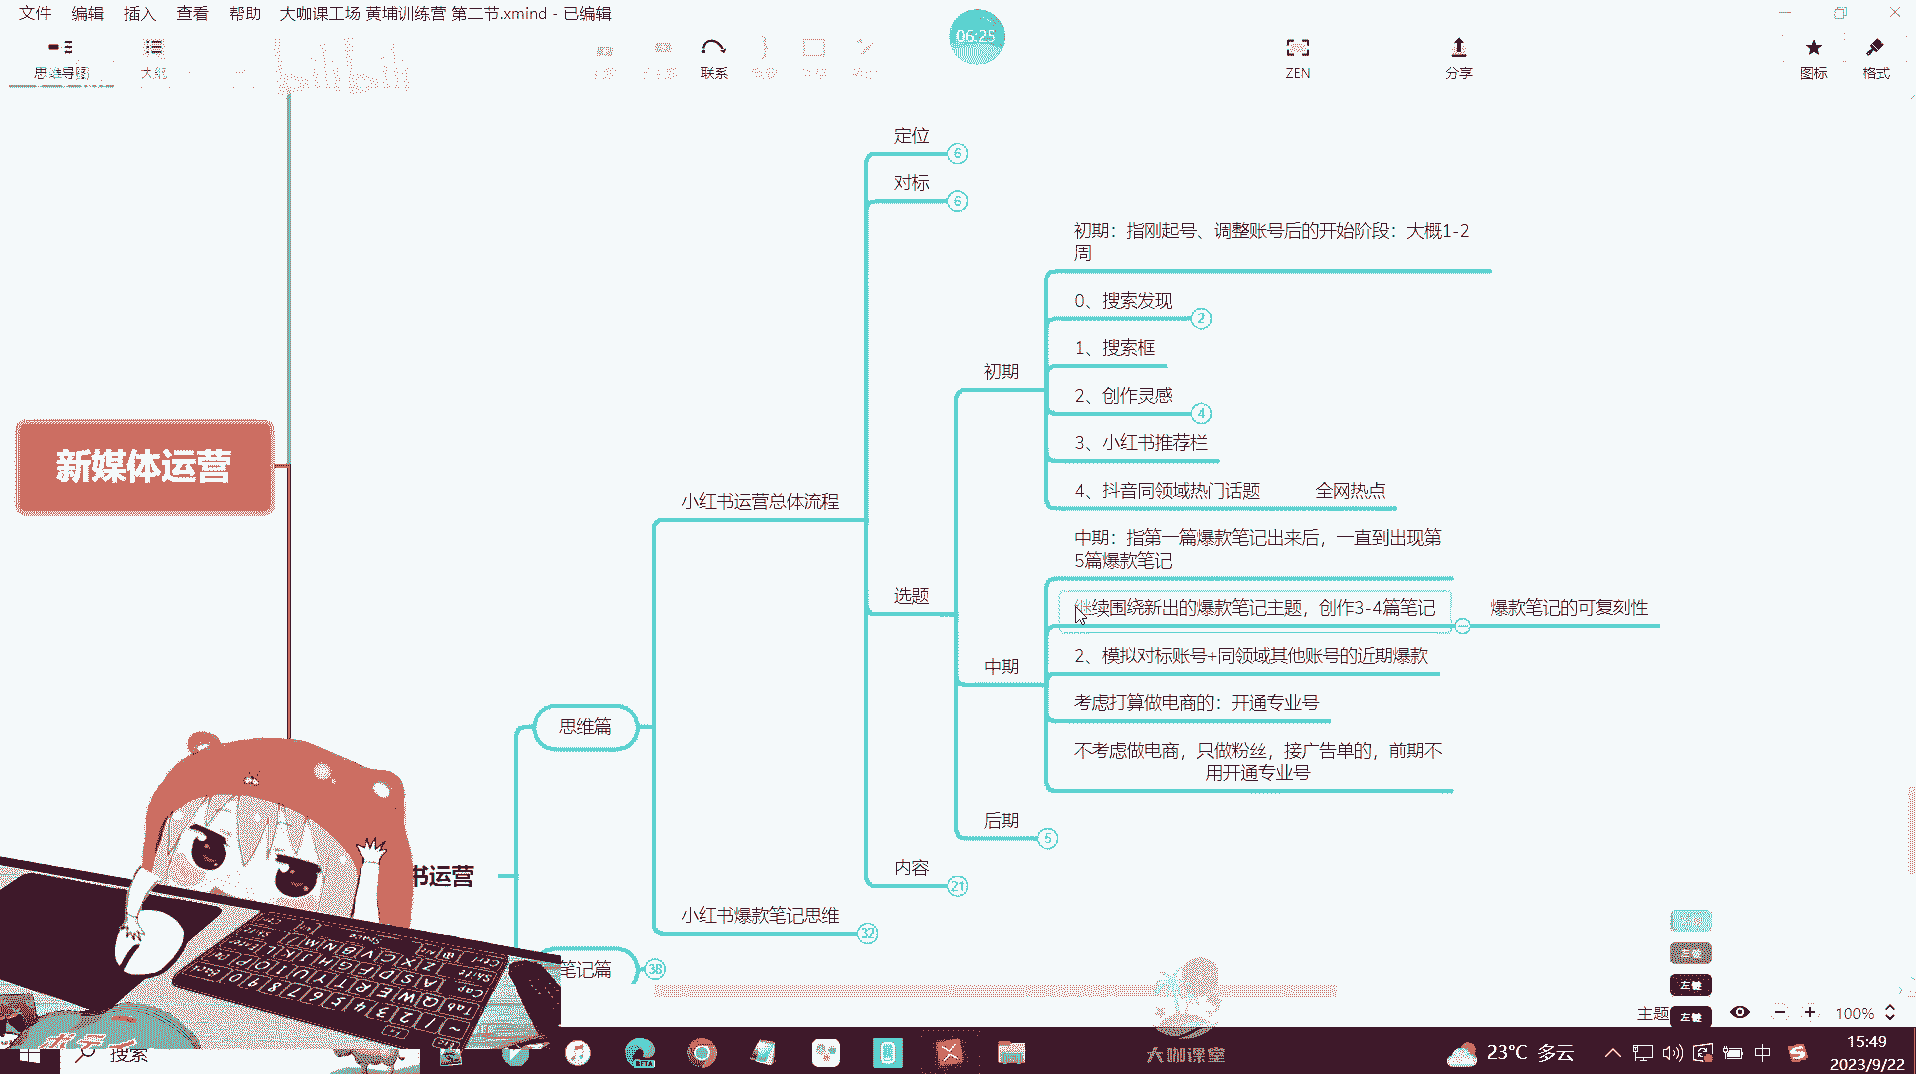 文件 编辑 插入 查看 帮助 大咖课工场 黄埔训练营 第二节.xmind - 已编辑
06:25
思维导图 大纲 联系 ZEN 分享 图标 格式
bilibili
定位 6
对标 6
初期：指刚起号、调整账号后的开始阶段：大概1-2
周
0、搜索发现 2
1、搜索框
初期
2、创作灵感 4
3、小红书推荐栏
4、抖音同领域热门话题 全网热点
新媒体运营
小红书运营总体流程
中期：指第一篇爆款笔记出来后，一直到出现第
5篇爆款笔记
选题
继续围绕新出的爆款笔记主题，创作3-4篇笔记
爆款笔记的可复刻性
2、模拟对标账号+同领域其他账号的近期爆款
中期
考虑打算做电商的：开通专业号
思维篇
不考虑做电商，只做粉丝，接广告单的，前期不
用开通专业号
后期 5
内容 21
书运营
小红书爆款笔记思维 32
笔记篇 38
左键
主题 左键 100%
搜索
BETA
大咖课堂
23°C 多云
中
15:49
2023/9/22